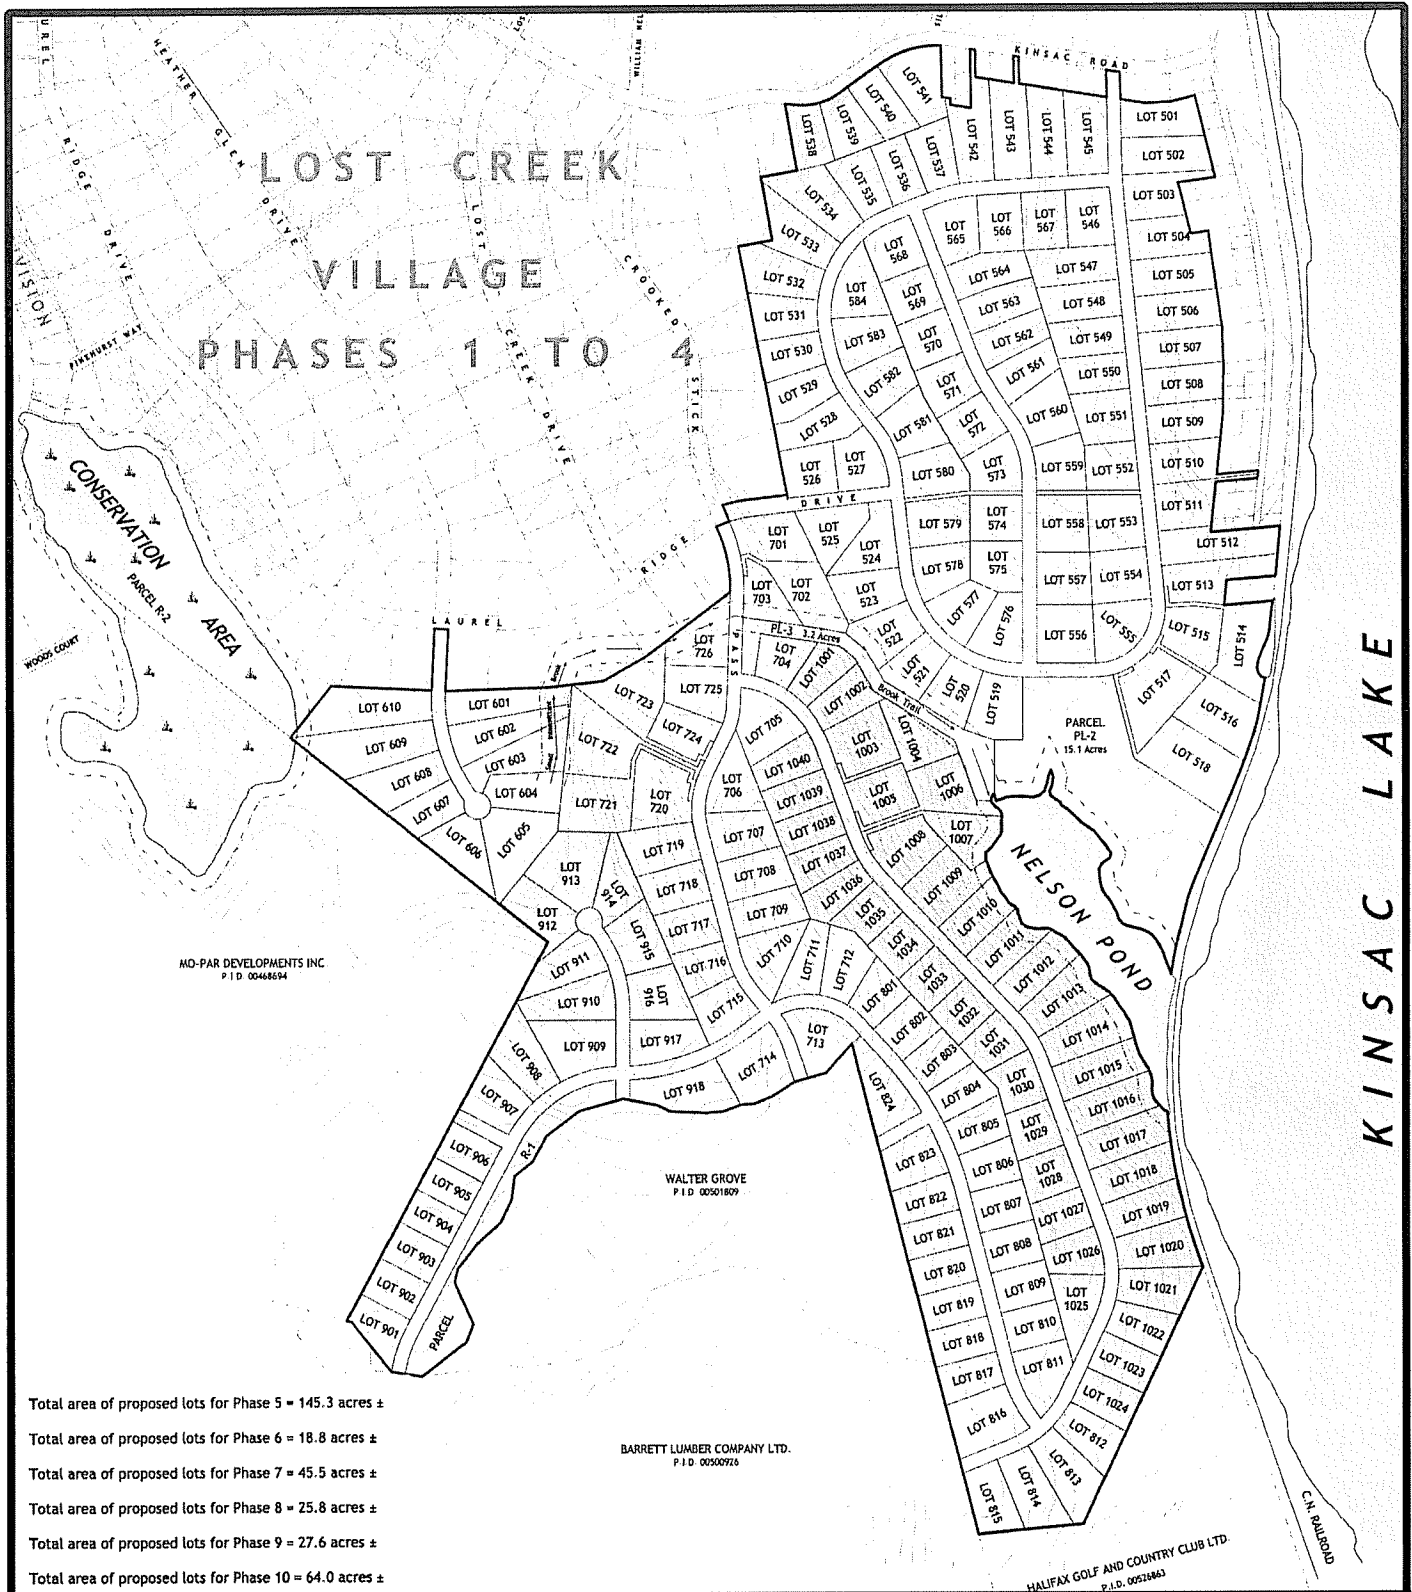 UREL
HEATHER GLEN DRIVE
RIDGE DRIVE
VISION
PINEHURST WAY
LOST CREEK
VILLAGE
PHASES 1 TO 4
LOST CREEK DRIVE
CROOKED STICK
WILLIAM NEL
KINSAC ROAD
CONSERVATION AREA
PARCEL R-2
WOODS COURT
LAUREL
RIDGE
DRIVE
PASS
LOT 501
LOT 502
LOT 503
LOT 504
LOT 505
LOT 506
LOT 507
LOT 508
LOT 509
LOT 510
LOT 511
LOT 512
LOT 513
LOT 514
LOT 515
LOT 516
LOT 517
LOT 518
LOT 519
LOT 520
LOT 521
LOT 522
LOT 523
LOT 524
LOT 525
LOT 526
LOT 527
LOT 528
LOT 529
LOT 530
LOT 531
LOT 532
LOT 533
LOT 534
LOT 535
LOT 536
LOT 537
LOT 538
LOT 539
LOT 540
LOT 541
LOT 542
LOT 543
LOT 544
LOT 545
LOT 546
LOT 547
LOT 548
LOT 549
LOT 550
LOT 551
LOT 552
LOT 553
LOT 554
LOT 555
LOT 556
LOT 557
LOT 558
LOT 559
LOT 560
LOT 561
LOT 562
LOT 563
LOT 564
LOT 565
LOT 566
LOT 567
LOT 568
LOT 569
LOT 570
LOT 571
LOT 572
LOT 573
LOT 574
LOT 575
LOT 576
LOT 577
LOT 578
LOT 579
LOT 580
LOT 581
LOT 582
LOT 583
LOT 584
LOT 601
LOT 602
LOT 603
LOT 604
LOT 605
LOT 606
LOT 607
LOT 608
LOT 609
LOT 610
LOT 701
LOT 702
LOT 703
LOT 704
LOT 705
LOT 706
LOT 707
LOT 708
LOT 709
LOT 710
LOT 711
LOT 712
LOT 713
LOT 714
LOT 715
LOT 716
LOT 717
LOT 718
LOT 719
LOT 720
LOT 721
LOT 722
LOT 723
LOT 724
LOT 725
LOT 726
LOT 801
LOT 802
LOT 803
LOT 804
LOT 805
LOT 806
LOT 807
LOT 808
LOT 809
LOT 810
LOT 811
LOT 812
LOT 813
LOT 814
LOT 815
LOT 816
LOT 817
LOT 818
LOT 819
LOT 820
LOT 821
LOT 822
LOT 823
LOT 824
LOT 901
LOT 902
LOT 903
LOT 904
LOT 905
LOT 906
LOT 907
LOT 908
LOT 909
LOT 910
LOT 911
LOT 912
LOT 913
LOT 914
LOT 915
LOT 916
LOT 917
LOT 918
LOT 1001
LOT 1002
LOT 1003
LOT 1004
LOT 1005
LOT 1006
LOT 1007
LOT 1008
LOT 1009
LOT 1010
LOT 1011
LOT 1012
LOT 1013
LOT 1014
LOT 1015
LOT 1016
LOT 1017
LOT 1018
LOT 1019
LOT 1020
LOT 1021
LOT 1022
LOT 1023
LOT 1024
LOT 1025
LOT 1026
LOT 1027
LOT 1028
LOT 1029
LOT 1030
LOT 1031
LOT 1032
LOT 1033
LOT 1034
LOT 1035
LOT 1036
LOT 1037
LOT 1038
LOT 1039
LOT 1040
PL-3 3.2 Acres
Brook Trail
PARCEL
PL-2
15.1 Acres
NELSON POND
KINSAC LAKE
PARCEL R-1
MO-PAR DEVELOPMENTS INC
P I D 00468694
WALTER GROVE
P I D 00501809
BARRETT LUMBER COMPANY LTD.
P.I.D. 00500926
HALIFAX GOLF AND COUNTRY CLUB LTD.
P.I.D. 00526863
C.N. RAILROAD
Total area of proposed lots for Phase 5 = 145.3 acres ±
Total area of proposed lots for Phase 6 = 18.8 acres ±
Total area of proposed lots for Phase 7 = 45.5 acres ±
Total area of proposed lots for Phase 8 = 25.8 acres ±
Total area of proposed lots for Phase 9 = 27.6 acres ±
Total area of proposed lots for Phase 10 = 64.0 acres ±